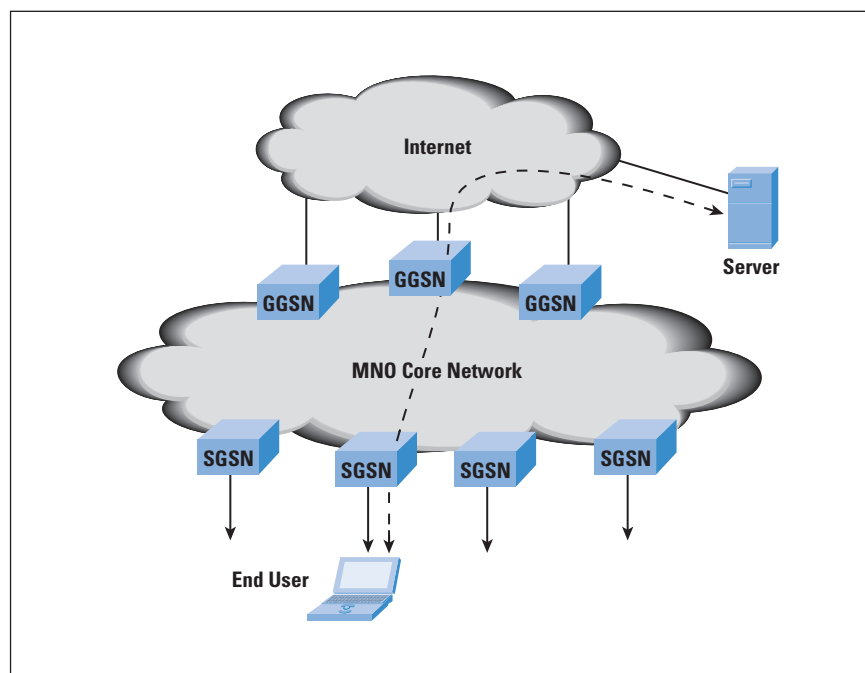 Internet
Server
GGSN
GGSN
GGSN
MNO Core Network
SGSN
SGSN
SGSN
SGSN
End User